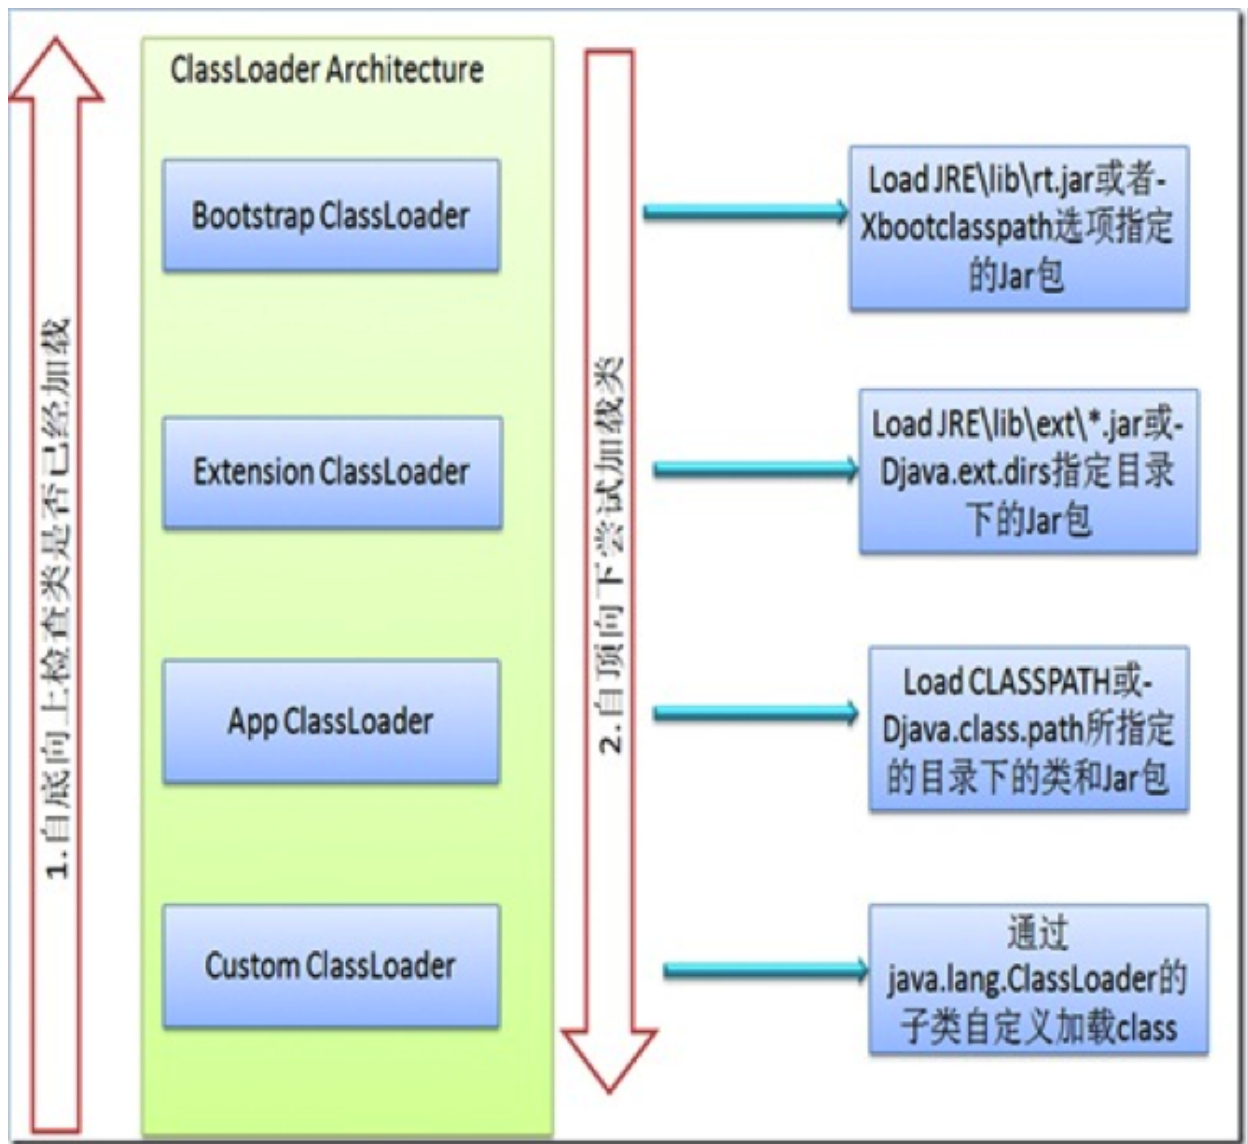 ClassLoader Architecture
1.自底向上检查类是否已经加载
2.自顶向下尝试加载类
Bootstrap ClassLoader
Load JRE\lib\rt.jar或者-
Xbootclasspath选项指定
的Jar包
Extension ClassLoader
Load JRE\lib\ext\*.jar或-
Djava.ext.dirs指定目录
下的Jar包
App ClassLoader
Load CLASSPATH或-
Djava.class.path所指定
的目录下的类和Jar包
Custom ClassLoader
通过
java.lang.ClassLoader的
子类自定义加载class